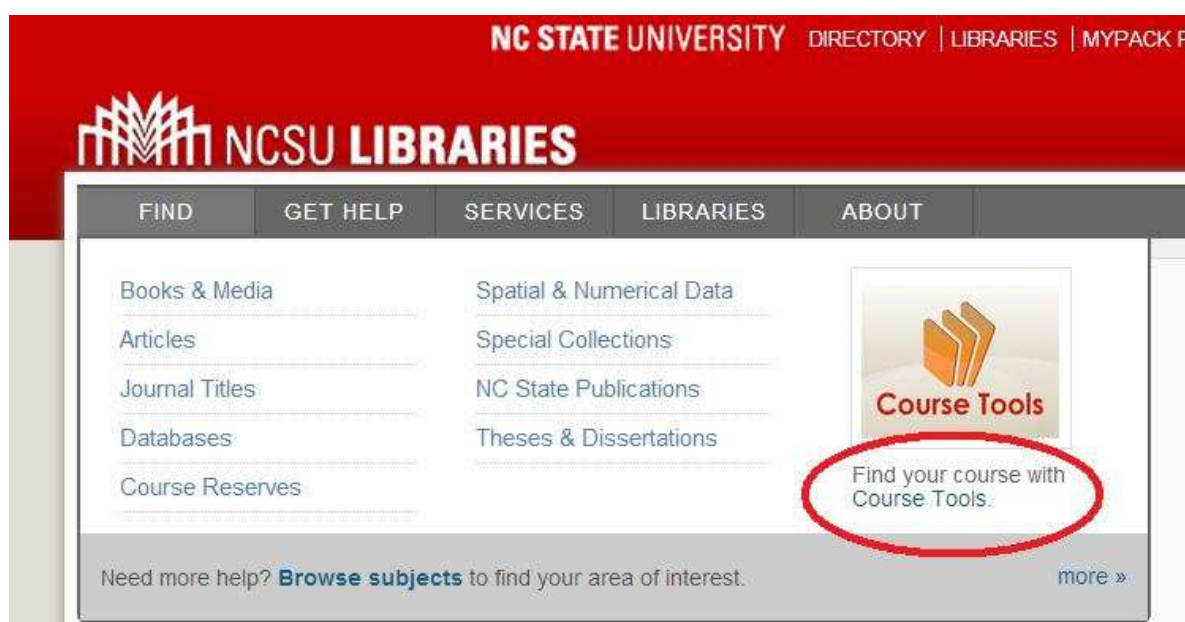 NC STATE UNIVERSITY DIRECTORY | LIBRARIES | MYPACK
NCSU LIBRARIES
FIND GET HELP SERVICES LIBRARIES ABOUT
Books & Media
Articles
Journal Titles
Databases
Course Reserves
Spatial & Numerical Data
Special Collections
NC State Publications
Theses & Dissertations
Course Tools
Find your course with
Course Tools.
Need more help? Browse subjects to find your area of interest.
more »